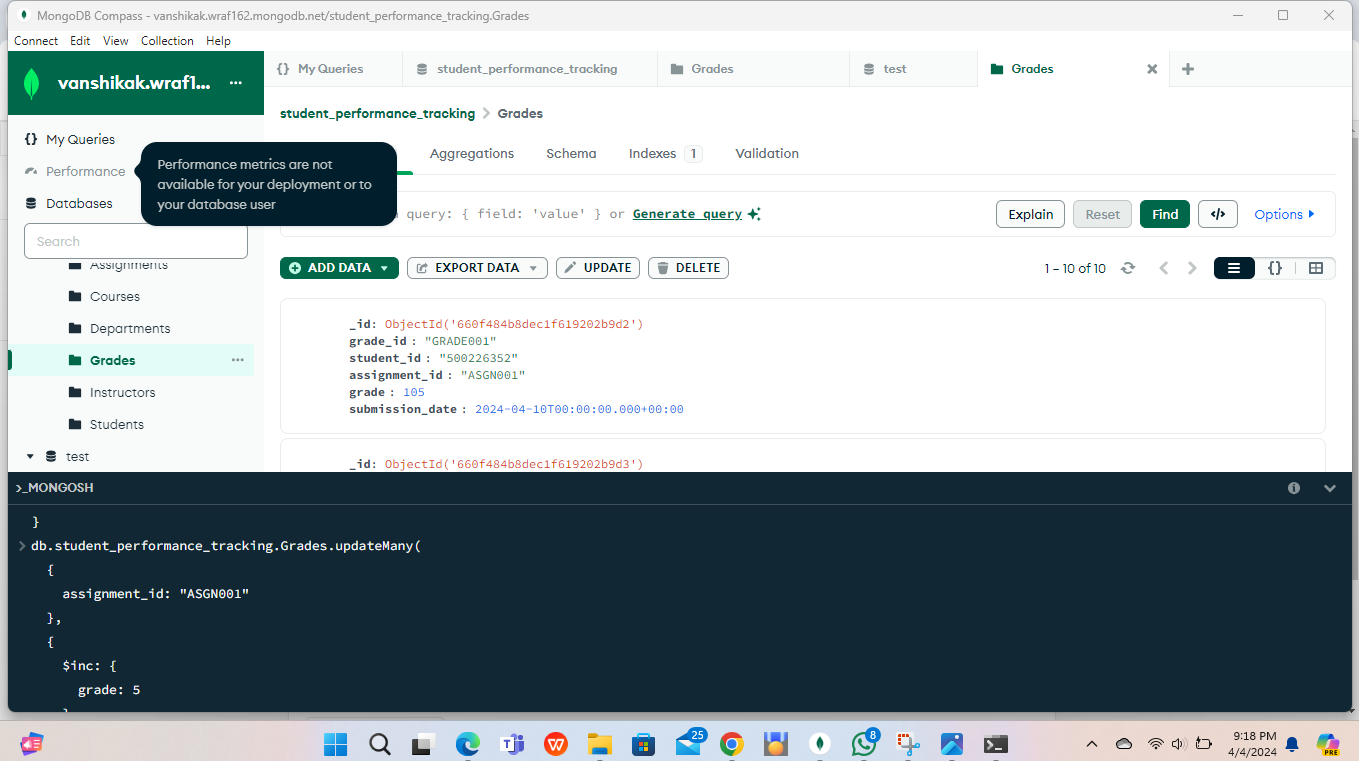 MongoDB Compass - vanshikak.wraf162.mongodb.net/student_performance_tracking.Grades
Connect Edit View Collection Help
vanshikak.wraf1... ...
{} My Queries
student_performance_tracking
Grades
test
Grades
My Queries
Performance
Performance metrics are not
available for your deployment or to
your database user
Databases
Search
Assignments
Courses
Departments
Grades
Instructors
Students
test
student_performance_tracking > Grades
Aggregations Schema Indexes 1 Validation
query: { field: 'value' } or Generate query
Explain Reset Find </> Options
ADD DATA EXPORT DATA UPDATE DELETE
1 – 10 of 10
{}
_id: ObjectId('660f484b8dec1f619202b9d2')
grade_id : "GRADE001"
student_id : "500226352"
assignment_id : "ASGN001"
grade : 105
submission_date : 2024-04-10T00:00:00.000+00:00
_id: ObjectId('660f484b8dec1f619202b9d3')
>_MONGOSH
}
> db.student_performance_tracking.Grades.updateMany(
{
assignment_id: "ASGN001"
},
{
$inc: {
grade: 5
25
8
9:18 PM
4/4/2024
PRE